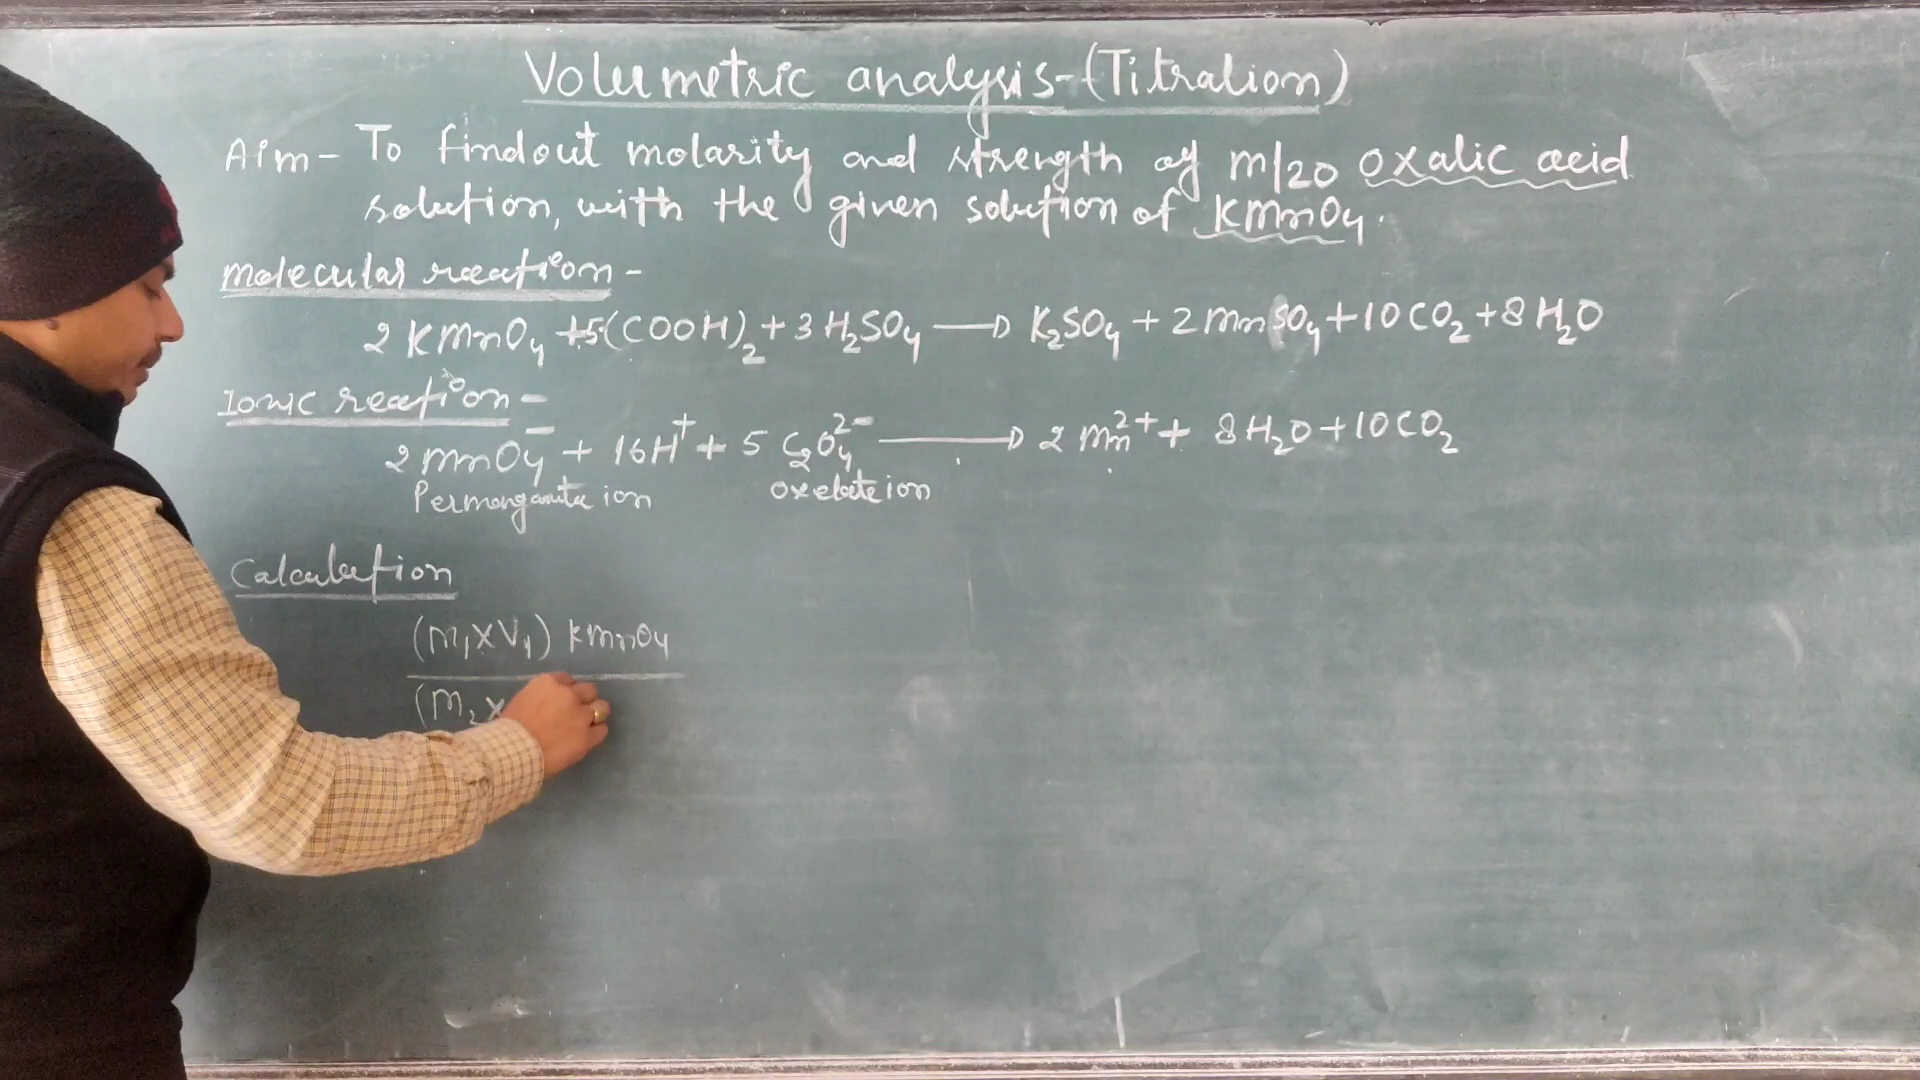 Volumetric analysis-(Titration)
Aim - To findout molarity and strength of M/20 oxalic acid
solution, with the given solution of KMnO₄.
Molecular reaction -
2 KMnO₄ + 5(COOH)₂ + 3 H₂SO₄ → K₂SO₄ + 2 MnSO₄ + 10 CO₂ + 8 H₂O
Ionic reaction -
2 MnO₄⁻ + 16H⁺ + 5 C₂O₄²⁻ → 2 Mn²⁺ + 8 H₂O + 10 CO₂
Permanganate ion oxelate ion
Calculation
(M₁ x V₁) KMnO₄
(M₂ x